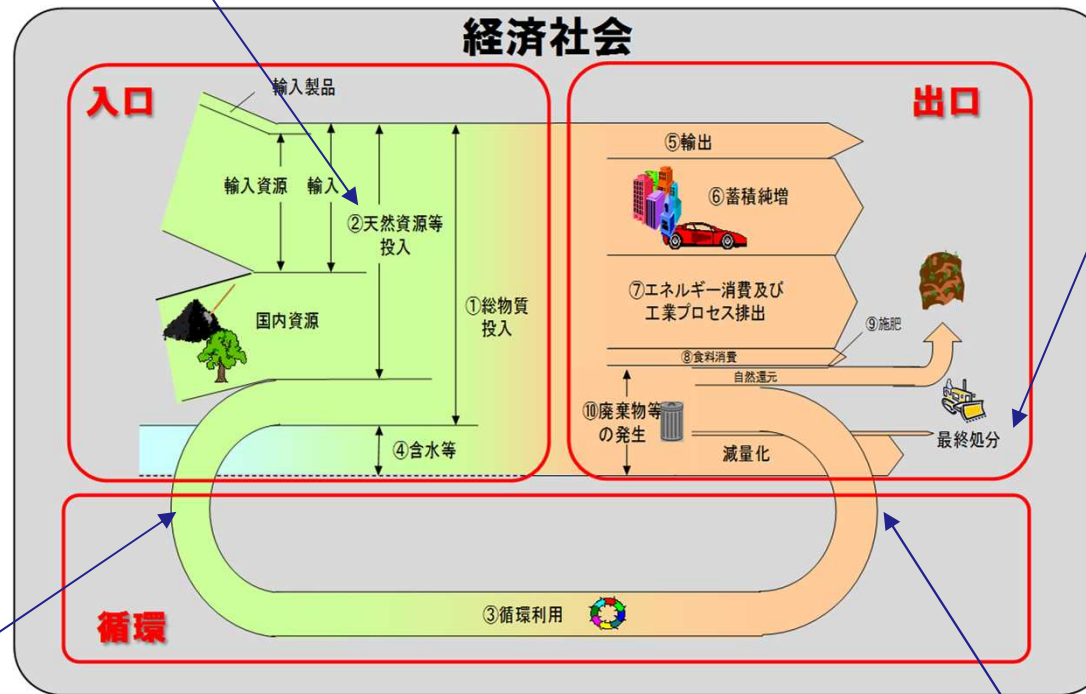 経済社会
入口
輸入製品
輸入資源
輸入
②天然資源等
投入
①総物質
投入
国内資源
④含水等
出口
⑤輸出
⑥蓄積純増
⑦エネルギー消費及び
工業プロセス排出
⑨施肥
⑧食料消費
自然還元
⑩廃棄物等
の発生
減量化
最終処分
循環
③循環利用